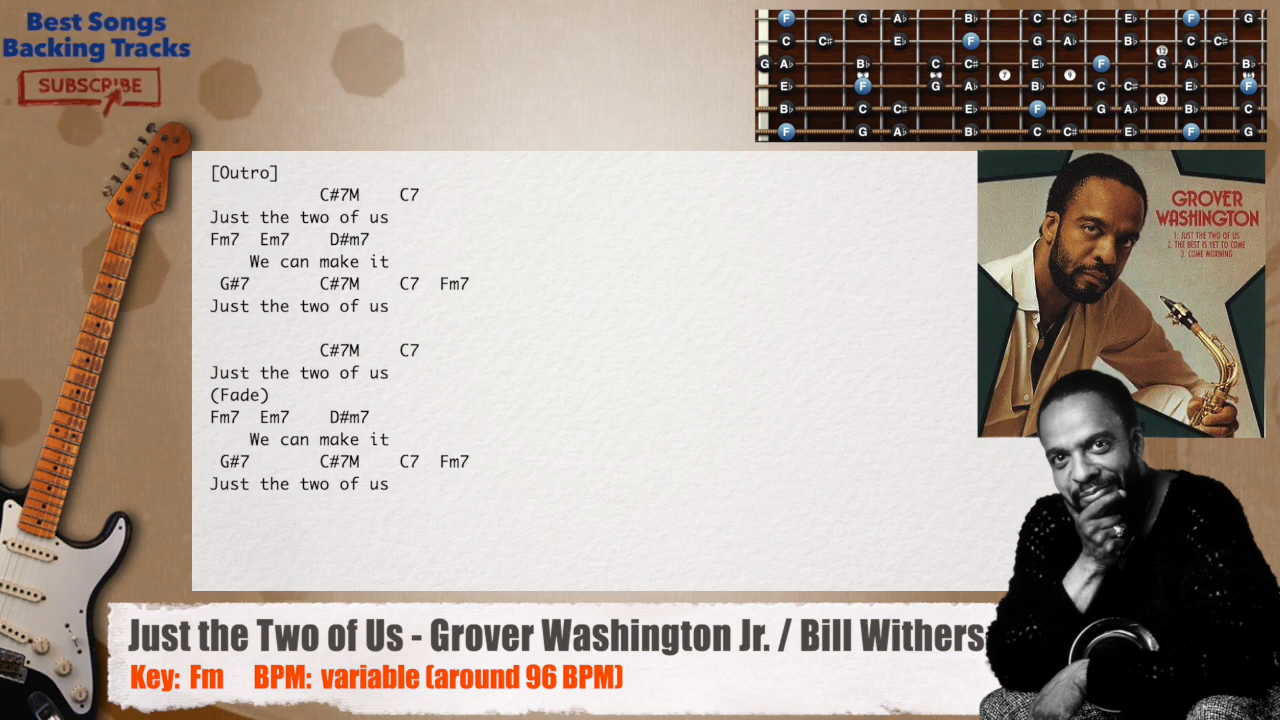 Best Songs
Backing Tracks
SUBSCRIBE
F G A♭ B♭ C C# E♭ F G
C C# E♭ F G A♭ B♭ C C#
G A♭ B♭ C C# E♭ F G A♭ B♭
E♭ F G A♭ B♭ C C# E♭ F
B♭ C C# E♭ F G A♭ B♭ C
F G A♭ B♭ C C# E♭ F G
7 9 12
12
[Outro]
C#7M C7
Just the two of us
Fm7 Em7 D#m7
We can make it
G#7 C#7M C7 Fm7
Just the two of us
C#7M C7
Just the two of us
(Fade)
Fm7 Em7 D#m7
We can make it
G#7 C#7M C7 Fm7
Just the two of us
GROVER
WASHINGTON
1. JUST THE TWO OF US
2. THE BEST IS YET TO COME
3. COME MORNING
Just the Two of Us - Grover Washington Jr. / Bill Withers
Key: Fm BPM: variable (around 96 BPM)